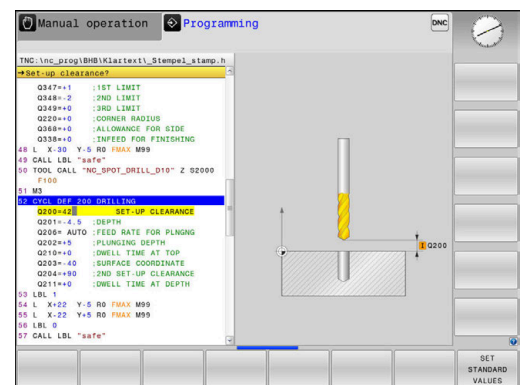 Manual operation
Programming
DNC
TNC:\nc_prog\BHB\Klartext\_Stempel_stamp.h
→Set-up clearance?
Q347=+1 ;1ST LIMIT
Q348=-2 ;2ND LIMIT
Q349=+0 ;3RD LIMIT
Q220=+0 ;CORNER RADIUS
Q368=+0 ;ALLOWANCE FOR SIDE
Q338=+0 ;INFEED FOR FINISHING
48 L X-30 Y-5 R0 FMAX M99
49 CALL LBL "safe"
50 TOOL CALL "NC_SPOT_DRILL_D10" Z S2000
F100
51 M3
52 CYCL DEF 200 DRILLING
Q200=42 SET-UP CLEARANCE
Q201=-4.5 ;DEPTH
Q206= AUTO ;FEED RATE FOR PLNGNG
Q202=+5 ;PLUNGING DEPTH
Q210=+0 ;DWELL TIME AT TOP
Q203=-40 ;SURFACE COORDINATE
Q204=+90 ;2ND SET-UP CLEARANCE
Q211=+0 ;DWELL TIME AT DEPTH
53 LBL 1
54 L X+22 Y-5 R0 FMAX M99
55 L X-22 Y+5 R0 FMAX M99
56 LBL 0
57 CALL LBL "safe"
Q200
SET
STANDARD
VALUES